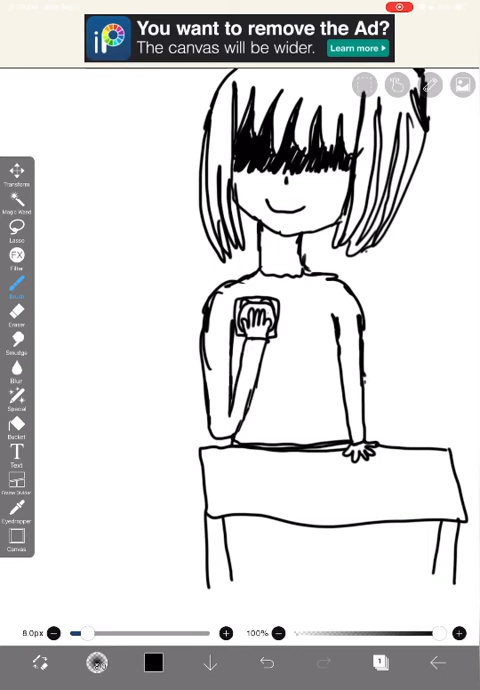 You want to remove the Ad?
The canvas will be wider.
Learn more
iP
Transform
Magic Wand
Lasso
FX
Filter
Brush
Eraser
Smudge
Blur
Special
Bucket
T
Text
Frame Divider
Eyedropper
Canvas
8.0px
100%
1